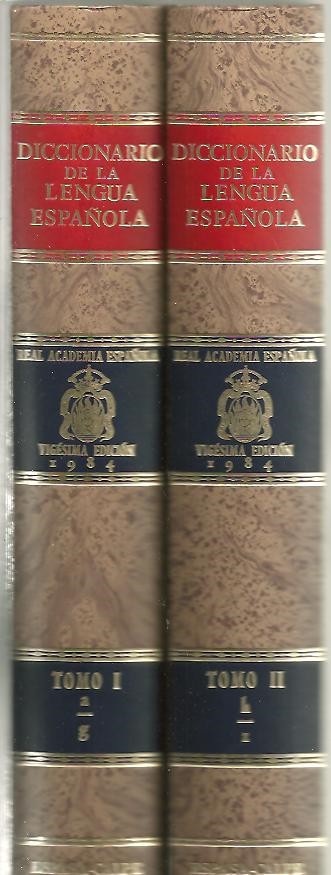 DICCIONARIO
DE LA
LENGUA
ESPAÑOLA
REAL ACADEMIA ESPAÑOLA
VIGÉSIMA EDICIÓN
1984
TOMO I
a
g
DICCIONARIO
DE LA
LENGUA
ESPAÑOLA
REAL ACADEMIA ESPAÑOLA
VIGÉSIMA EDICIÓN
1984
TOMO II
h